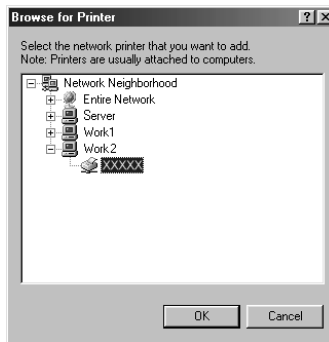 Browse for Printer
Select the network printer that you want to add.
Note: Printers are usually attached to computers.
Network Neighborhood
Entire Network
Server
Work1
Work2
XXXXX
OK Cancel